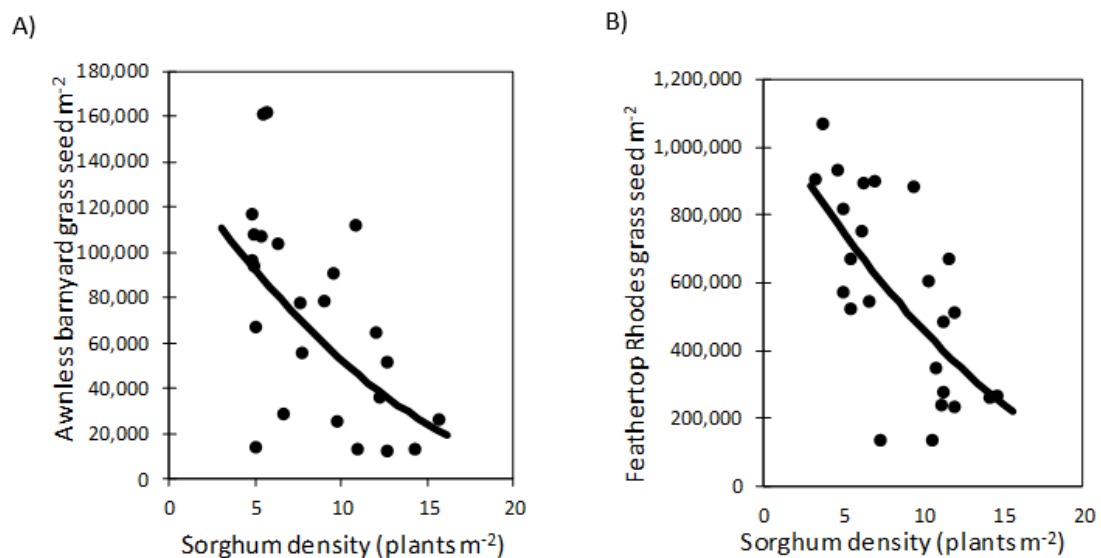 A)
Awnless barnyard grass seed m-2
180,000
160,000
140,000
120,000
100,000
80,000
60,000
40,000
20,000
0
0 5 10 15 20
Sorghum density (plants m-2)
B)
Feathertop Rhodes grass seed m-2
1,200,000
1,000,000
800,000
600,000
400,000
200,000
0
0 5 10 15 20
Sorghum density (plants m-2)